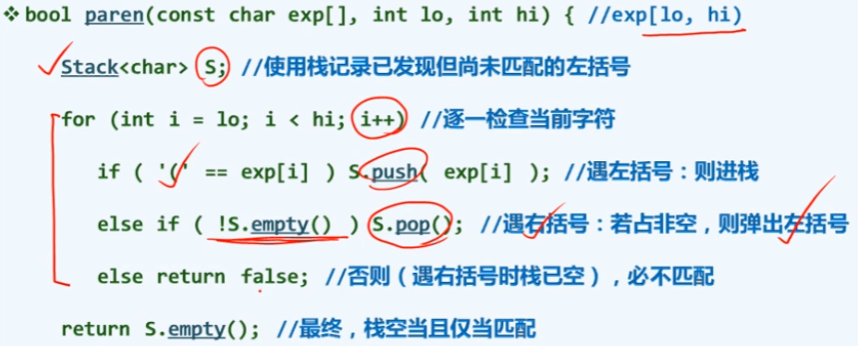 ❖bool paren(const char exp[], int lo, int hi) { //exp[lo, hi)
Stack<char> S; //使用栈记录已发现但尚未匹配的左括号
for (int i = lo; i < hi; i++) //逐一检查当前字符
if ( '(' == exp[i] ) S.push( exp[i] ); //遇左括号：则进栈
else if ( !S.empty() ) S.pop(); //遇右括号：若占非空，则弹出左括号
else return false; //否则（遇右括号时栈已空），必不匹配
return S.empty(); //最终，栈空当且仅当匹配